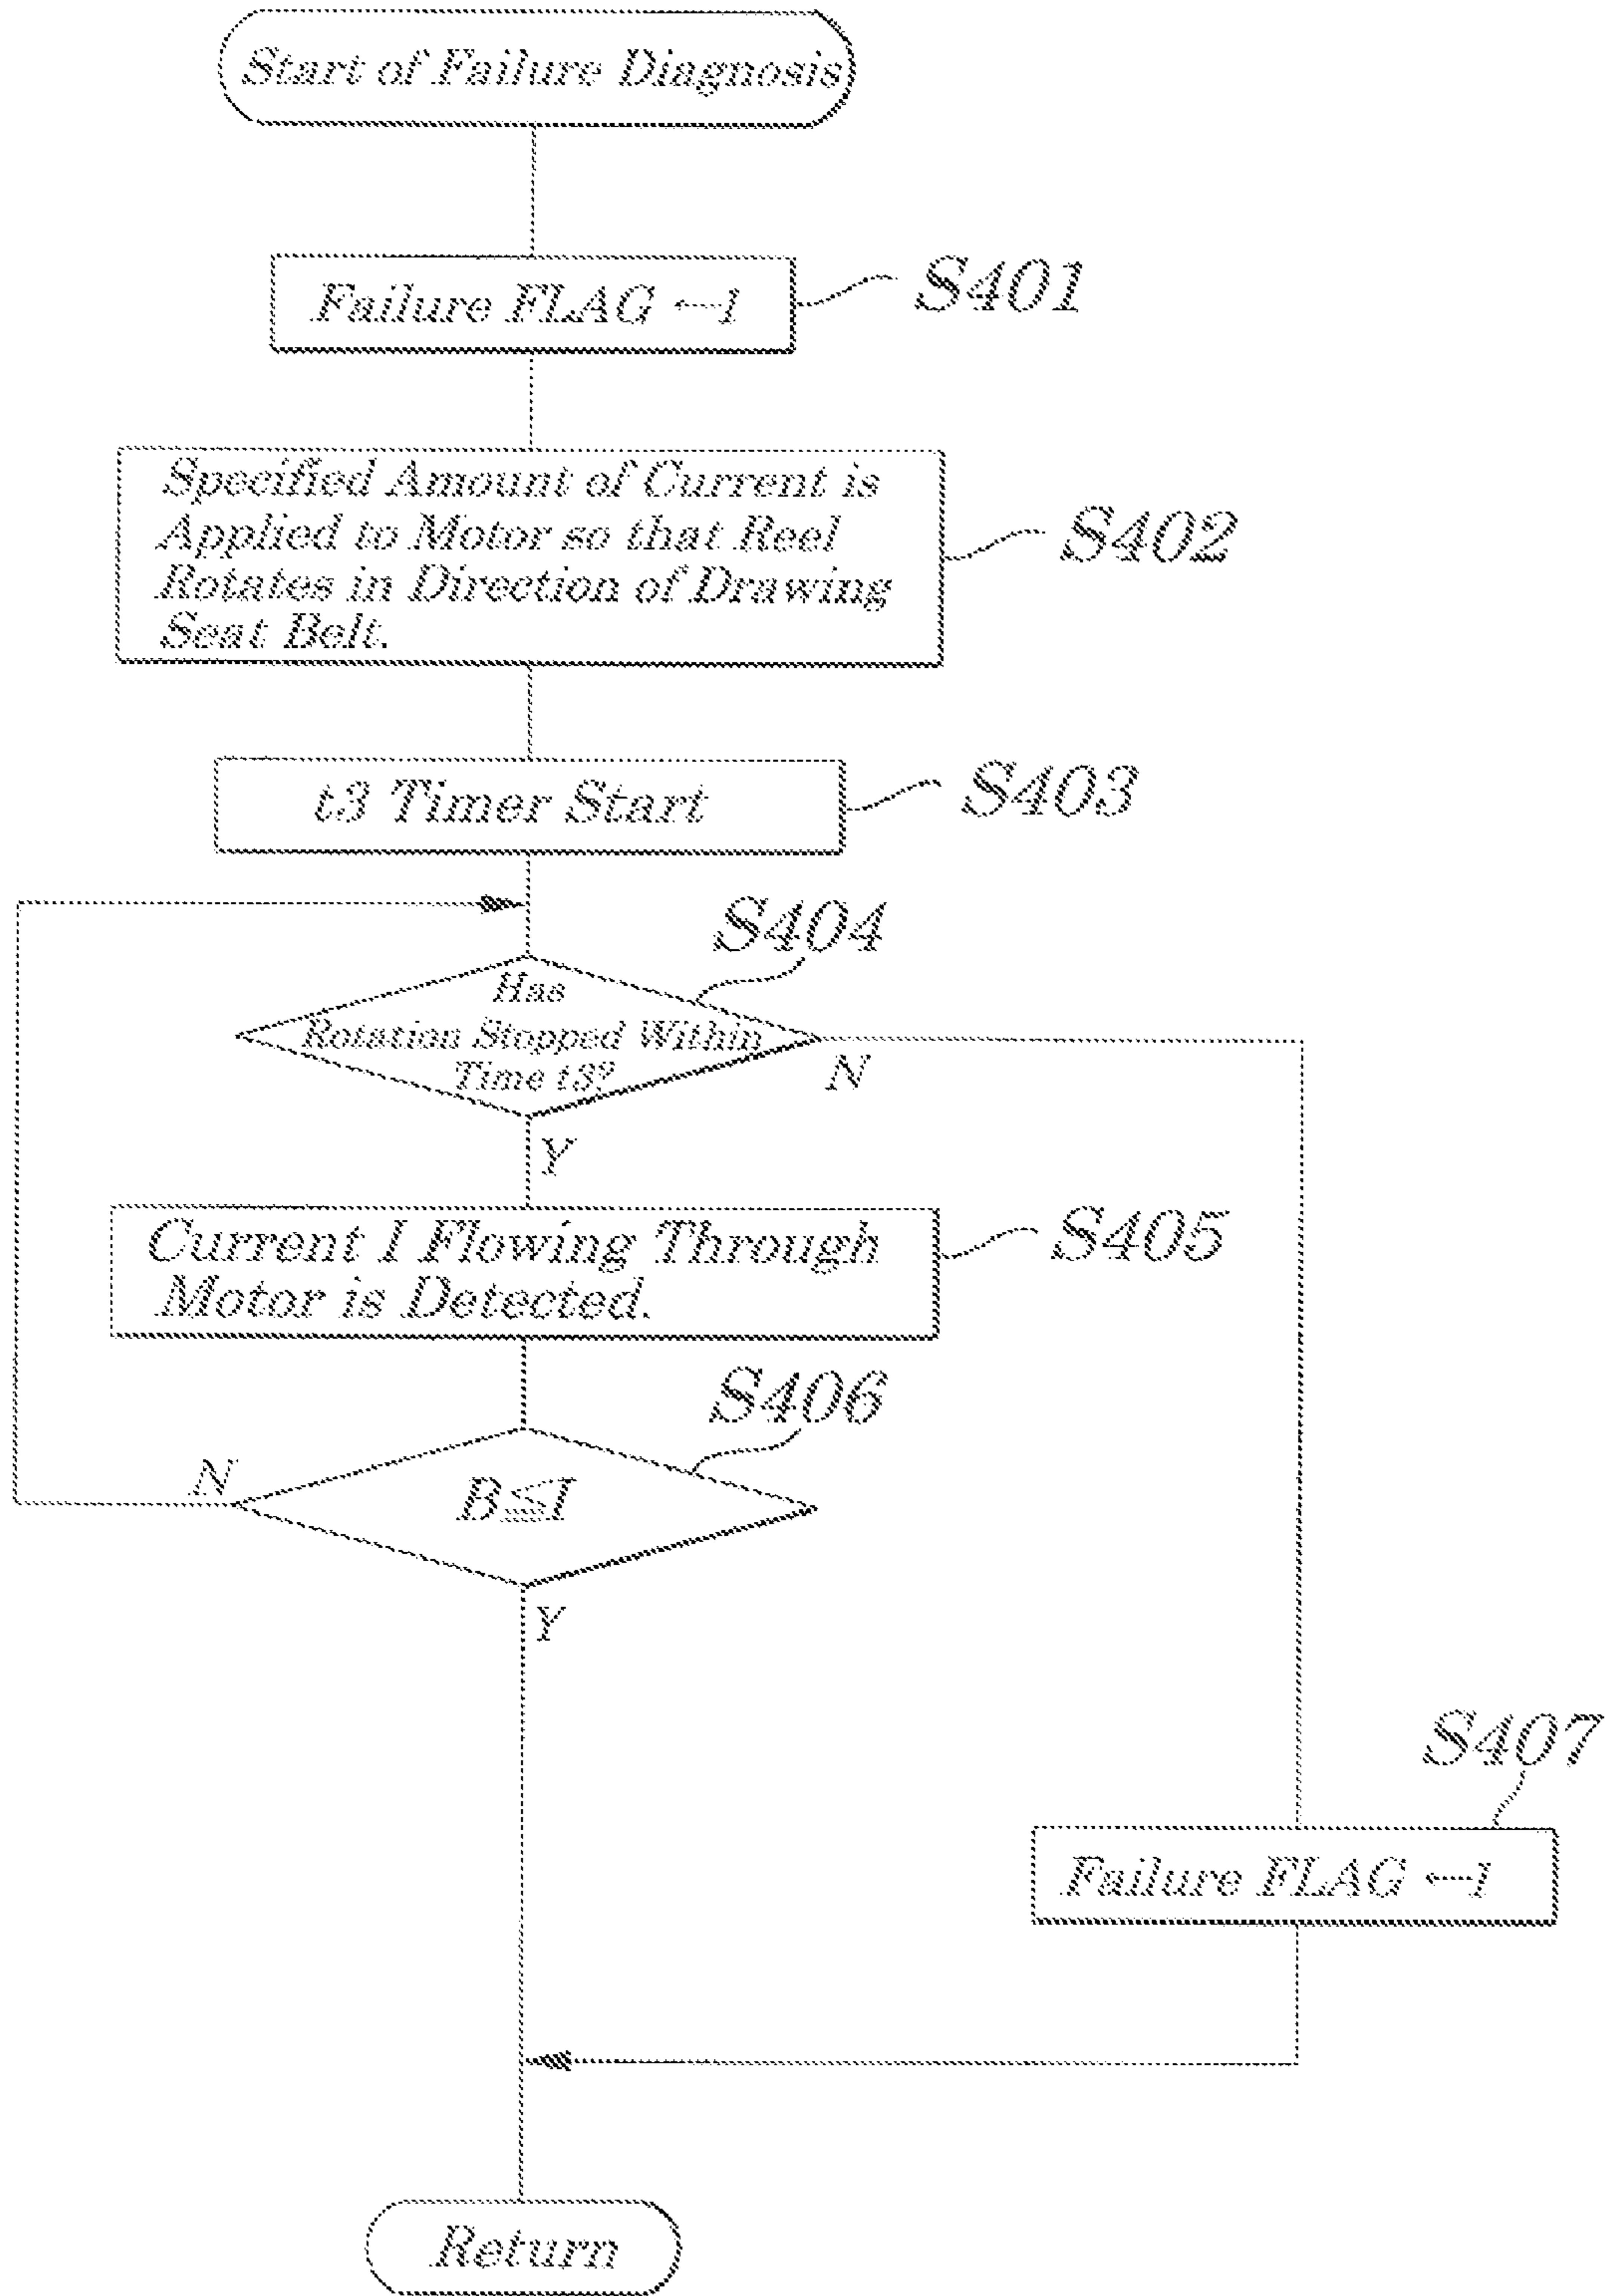 Start of Failure Diagnosis
Failure FLAG ←1
S401
Specified Amount of Current is
Applied to Motor so that Reel
Rotates in Direction of Drawing
Seat Belt.
S402
t3 Timer Start
S403
S404
Has
Rotation Stopped Within
Time t3?
N
Y
Current I Flowing Through
Motor is Detected.
S405
S406
N
B≦I
Y
S407
Failure FLAG ←1
Return